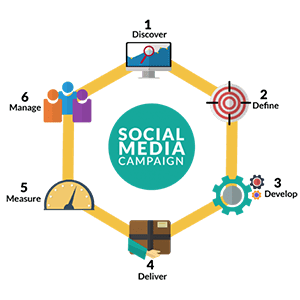 1
Discover
2
Define
3
Develop
4
Deliver
5
Measure
6
Manage
SOCIAL
MEDIA
CAMPAIGN